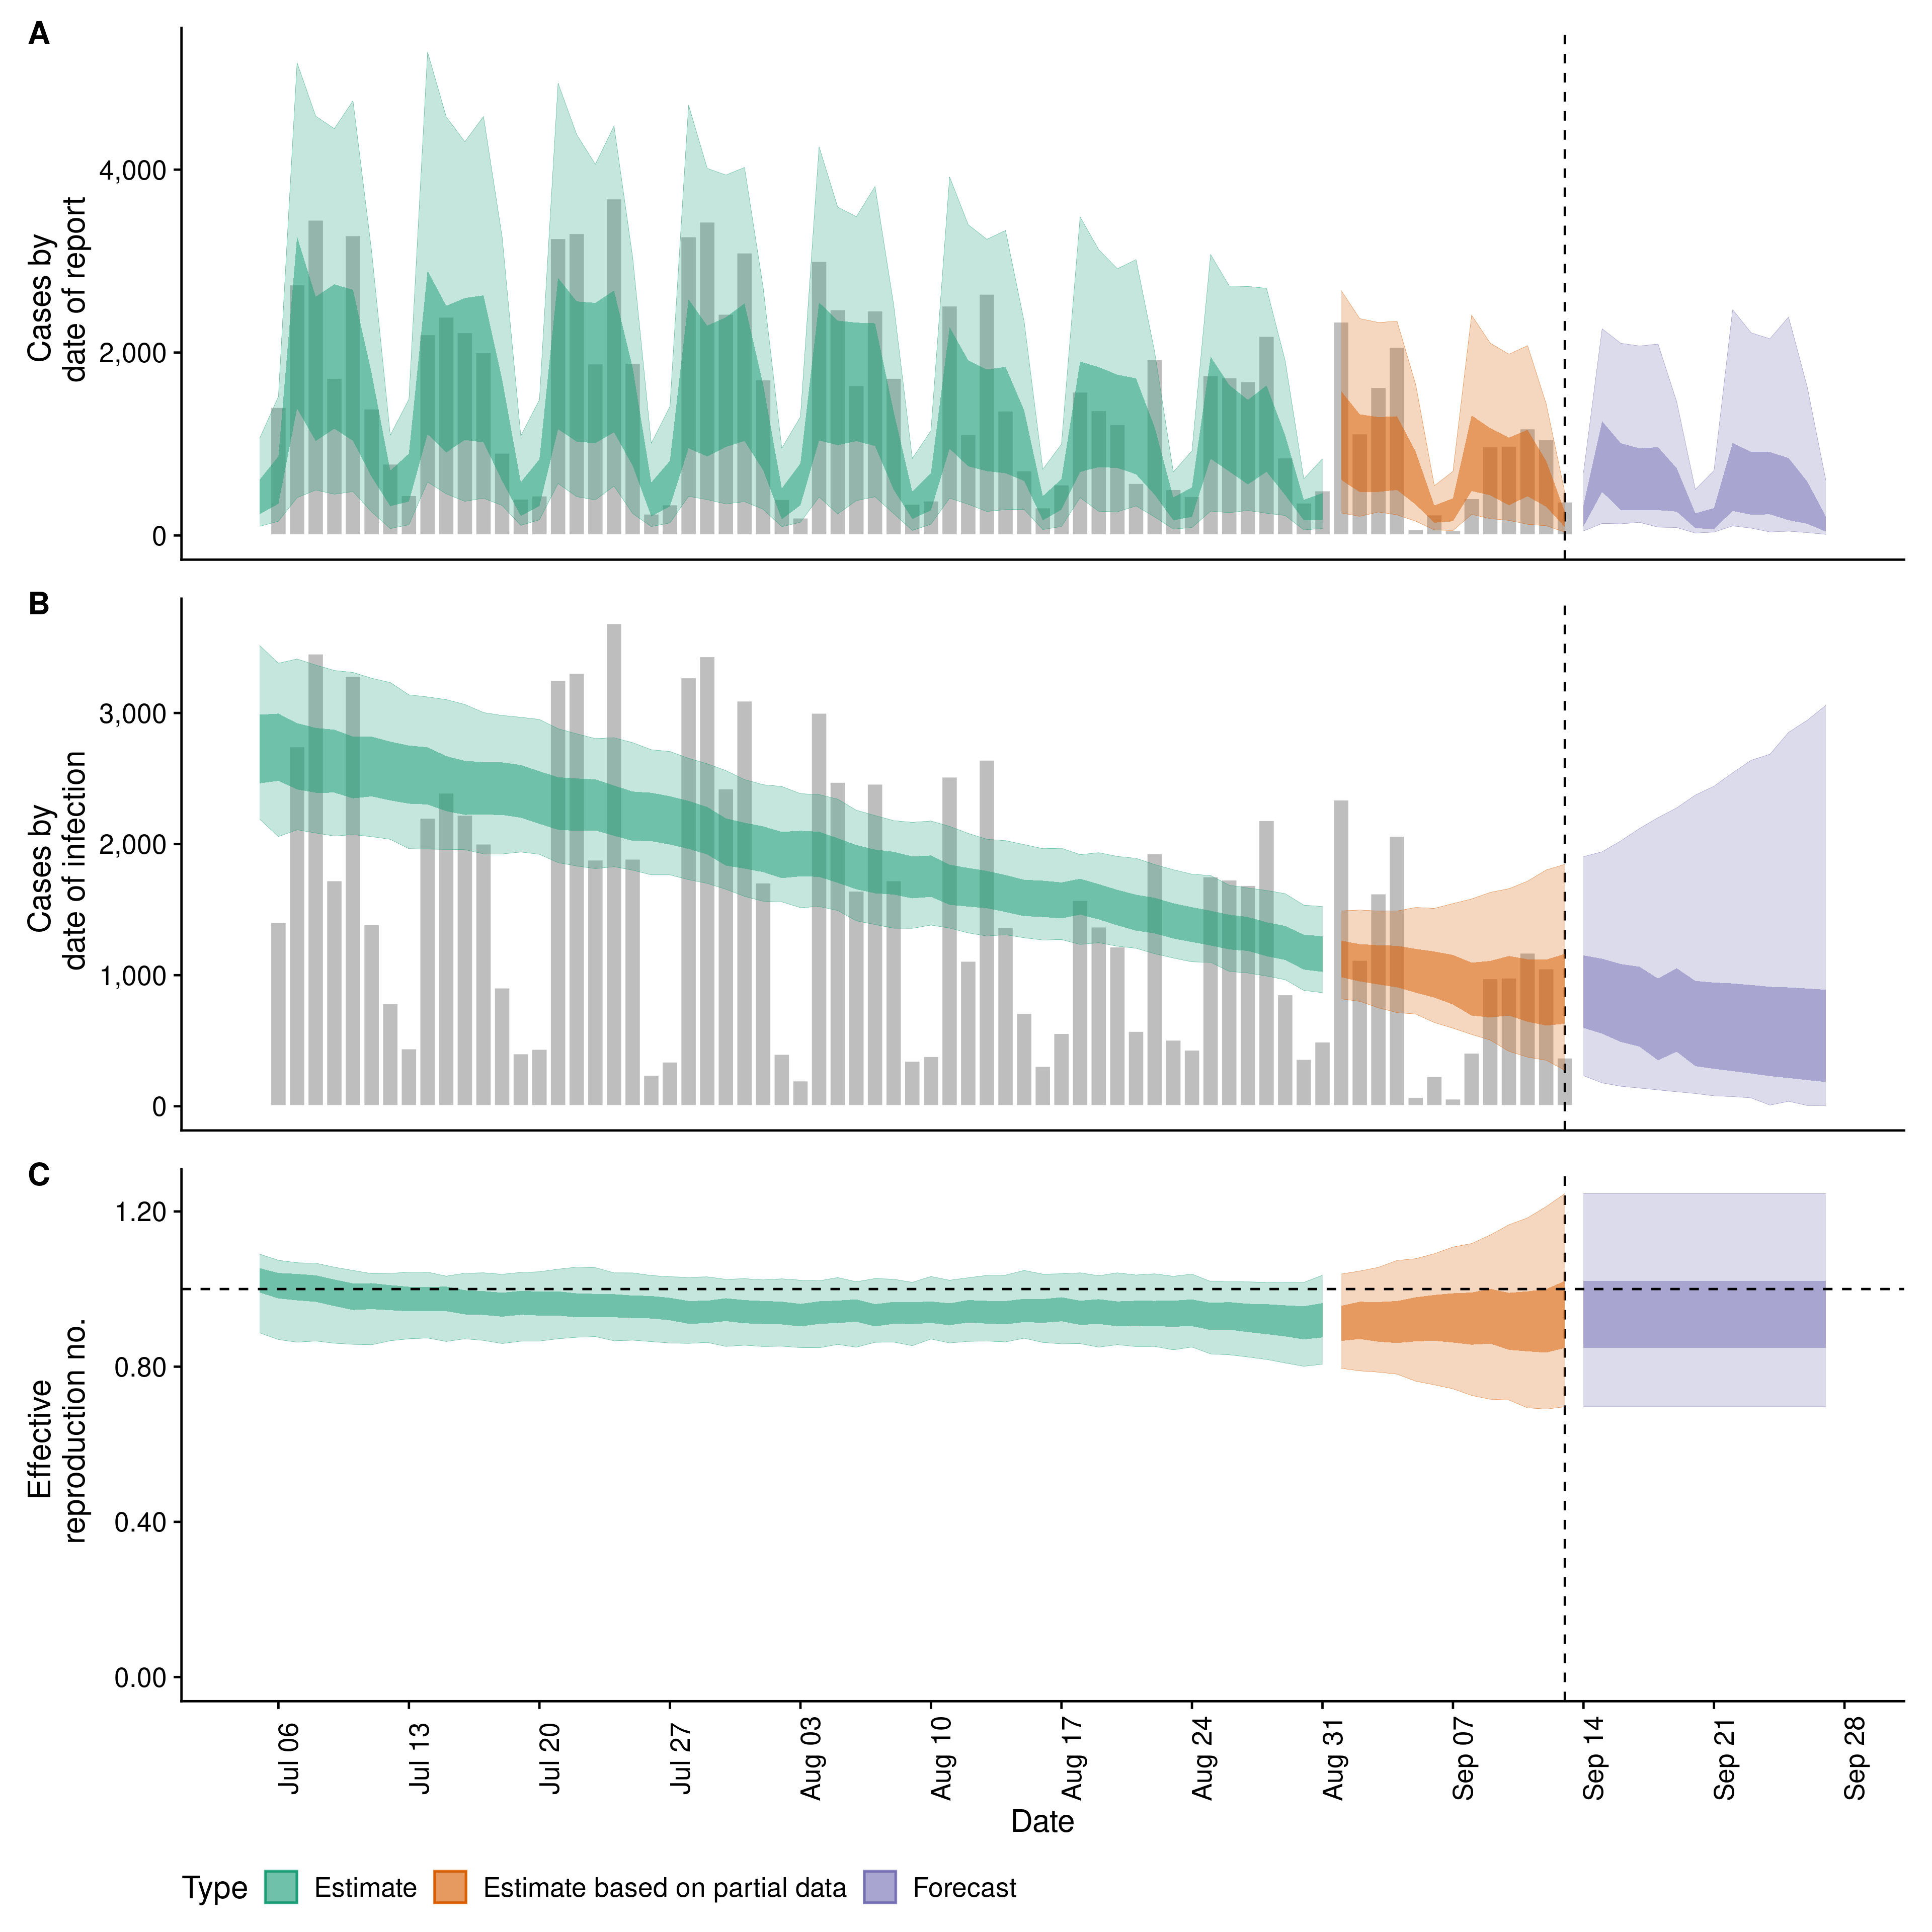 A
Cases by
date of report
4,000
2,000
0
B
Cases by
date of infection
3,000
2,000
1,000
0
C
Effective
reproduction no.
1.20
0.80
0.40
0.00
Jul 06
Jul 13
Jul 20
Jul 27
Aug 03
Aug 10
Aug 17
Aug 24
Aug 31
Sep 07
Sep 14
Sep 21
Sep 28
Date
Type Estimate Estimate based on partial data Forecast